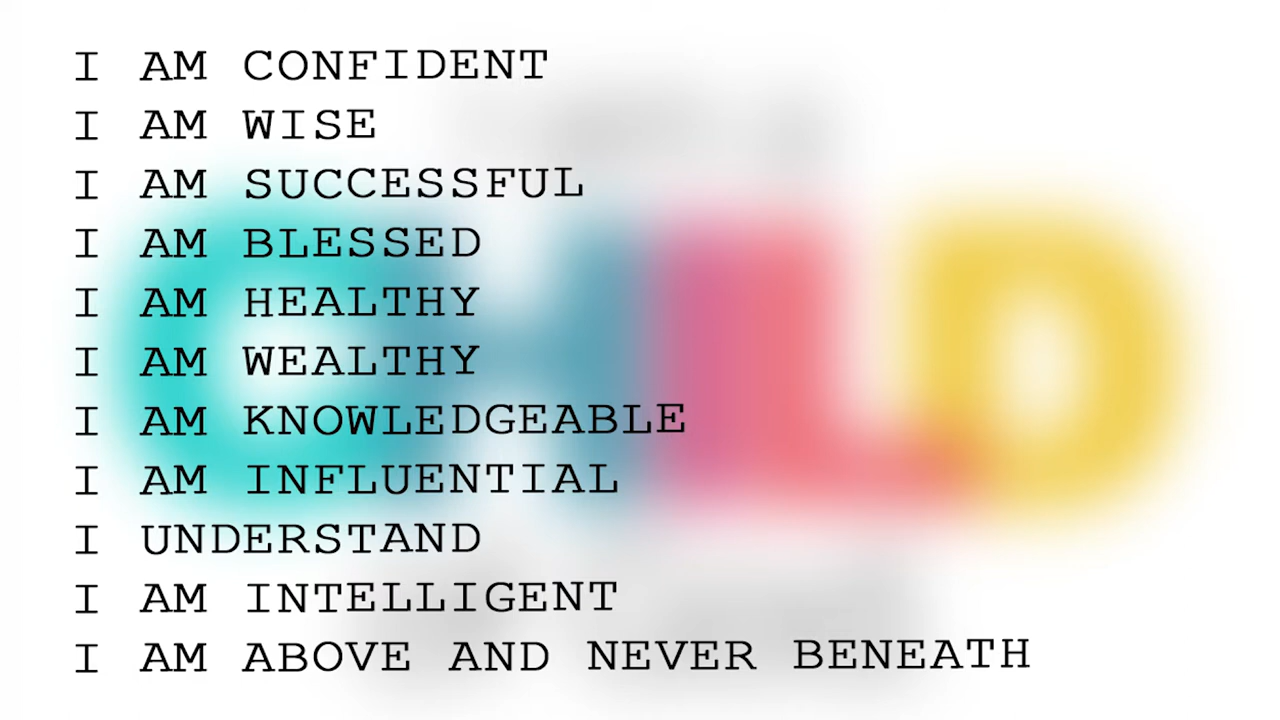 I AM CONFIDENT
I AM WISE
I AM SUCCESSFUL
I AM BLESSED
I AM HEALTHY
I AM WEALTHY
I AM KNOWLEDGEABLE
I AM INFLUENTIAL
I UNDERSTAND
I AM INTELLIGENT
I AM ABOVE AND NEVER BENEATH